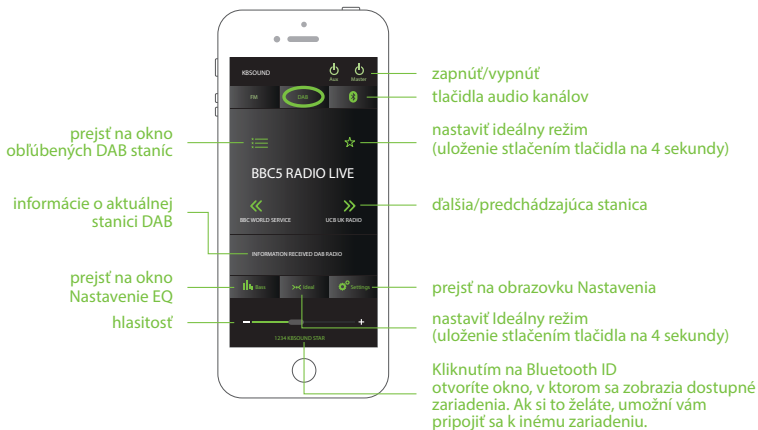 KBSOUND
Aux
Master
FM
DAB
BBC5 RADIO LIVE
BBC WORLD SERVICE
UCB UK RADIO
INFORMATION RECEIVED DAB RADIO
Bass
Ideal
Settings
1234 KBSOUND STAR
prejsť na okno
obľúbených DAB staníc
informácie o aktuálnej
stanici DAB
prejsť na okno
Nastavenie EQ
hlasitosť
zapnúť/vypnúť
tlačidla audio kanálov
nastaviť ideálny režim
(uloženie stlačením tlačidla na 4 sekundy)
ďalšia/predchádzajúca stanica
prejsť na obrazovku Nastavenia
nastaviť Ideálny režim
(uloženie stlačením tlačidla na 4 sekundy)
Kliknutím na Bluetooth ID
otvoríte okno, v ktorom sa zobrazia dostupné
zariadenia. Ak si to želáte, umožní vám
pripojiť sa k inému zariadeniu.